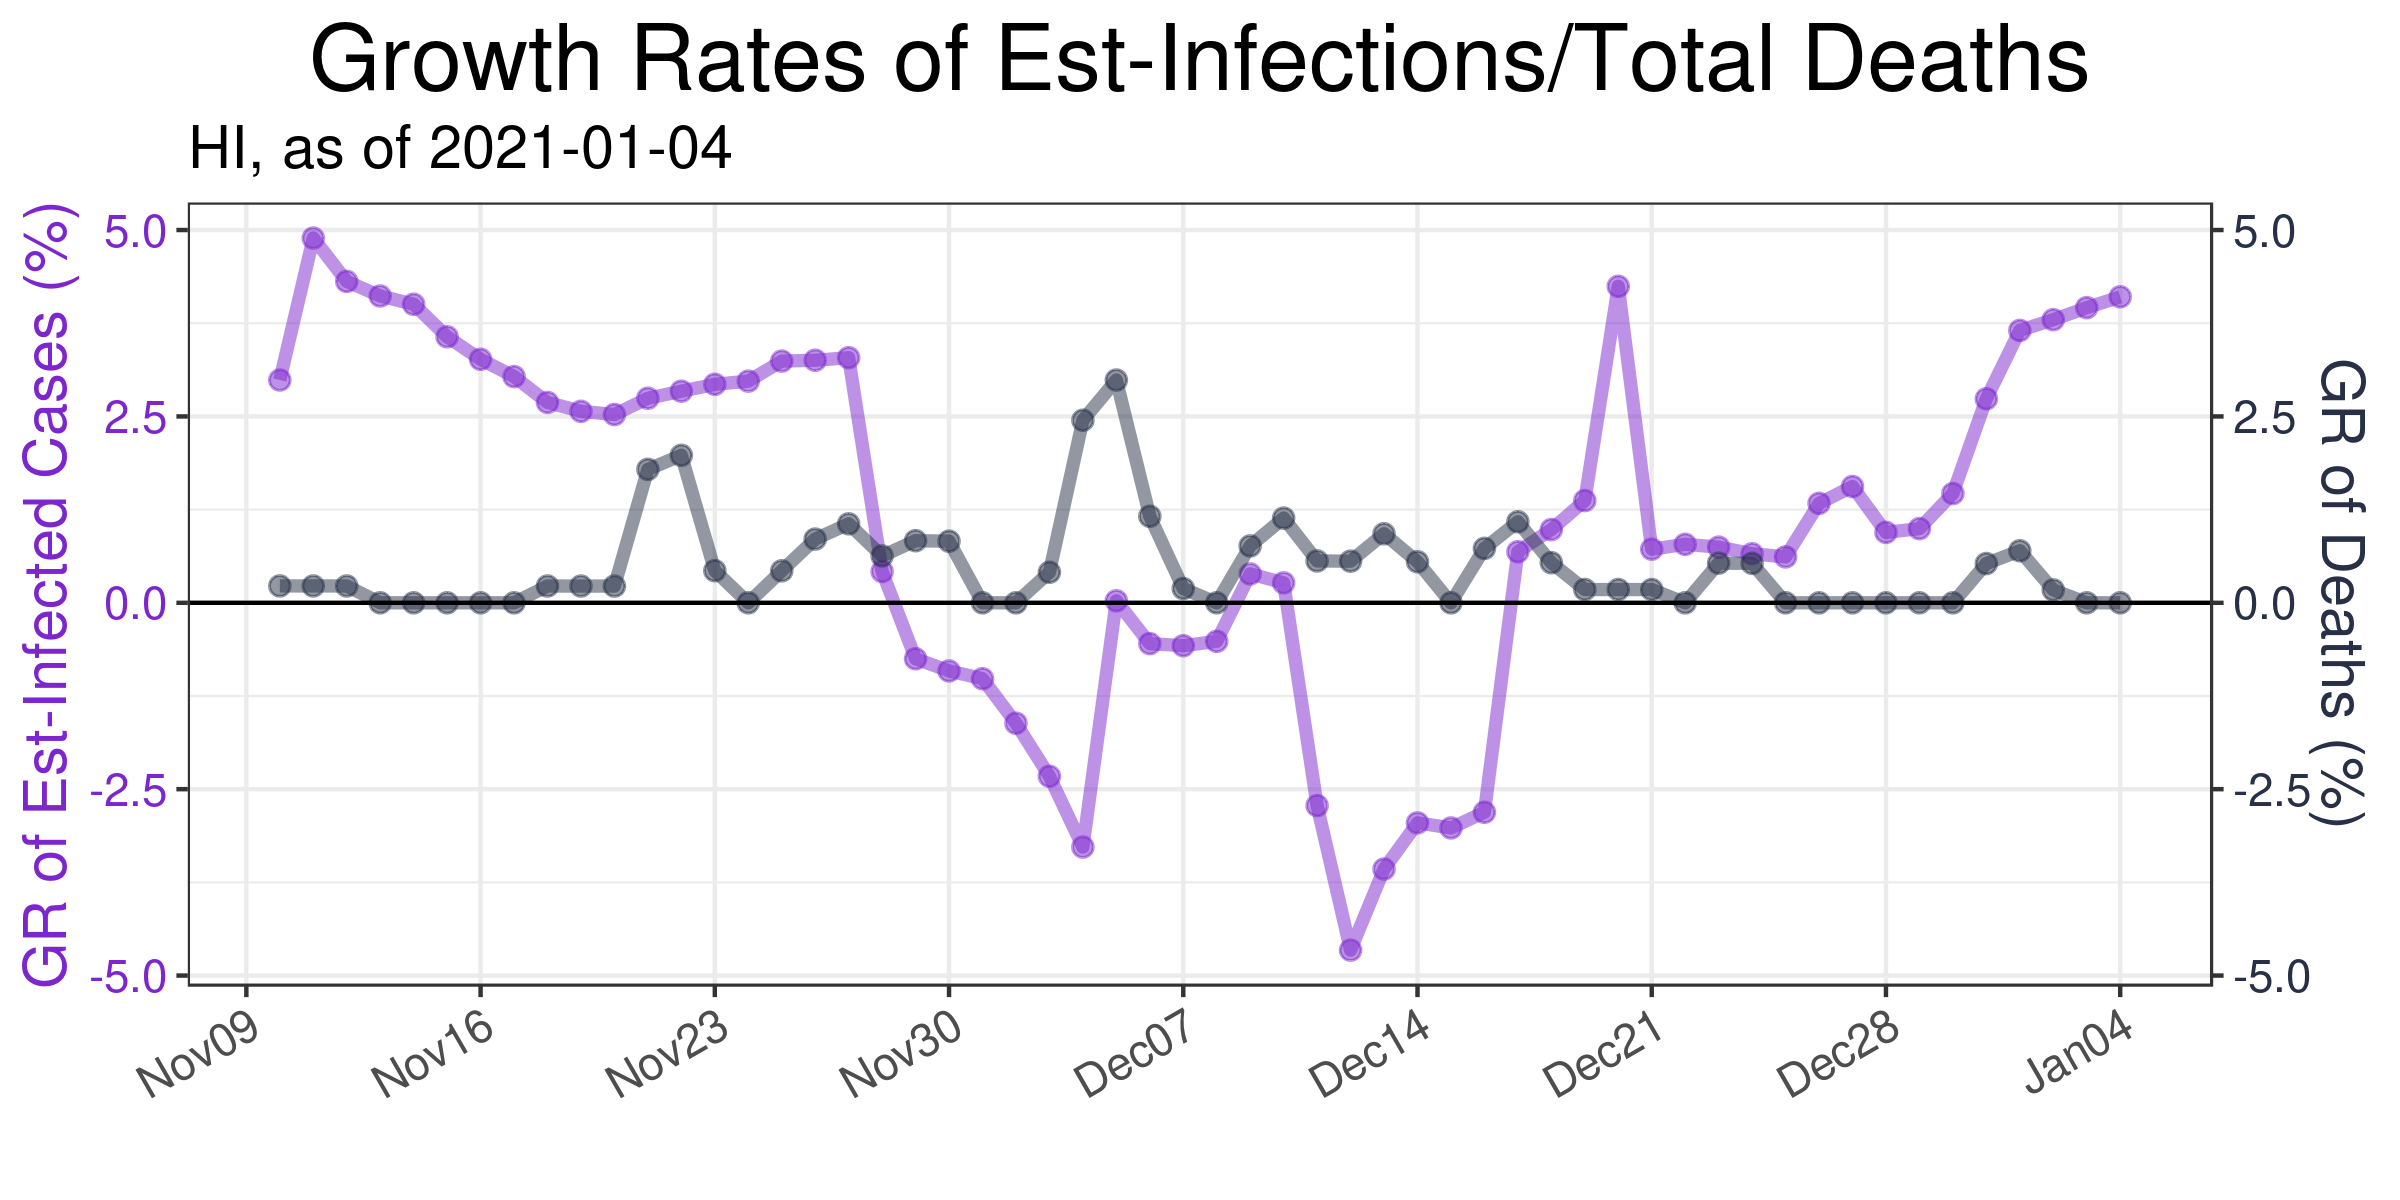 Growth Rates of Est-Infections/Total Deaths
HI, as of 2021-01-04
GR of Est-Infected Cases (%)
5.0
2.5
0.0
-2.5
-5.0
5.0
2.5
0.0
-2.5
-5.0
GR of Deaths (%)
Nov09
Nov16
Nov23
Nov30
Dec07
Dec14
Dec21
Dec28
Jan04